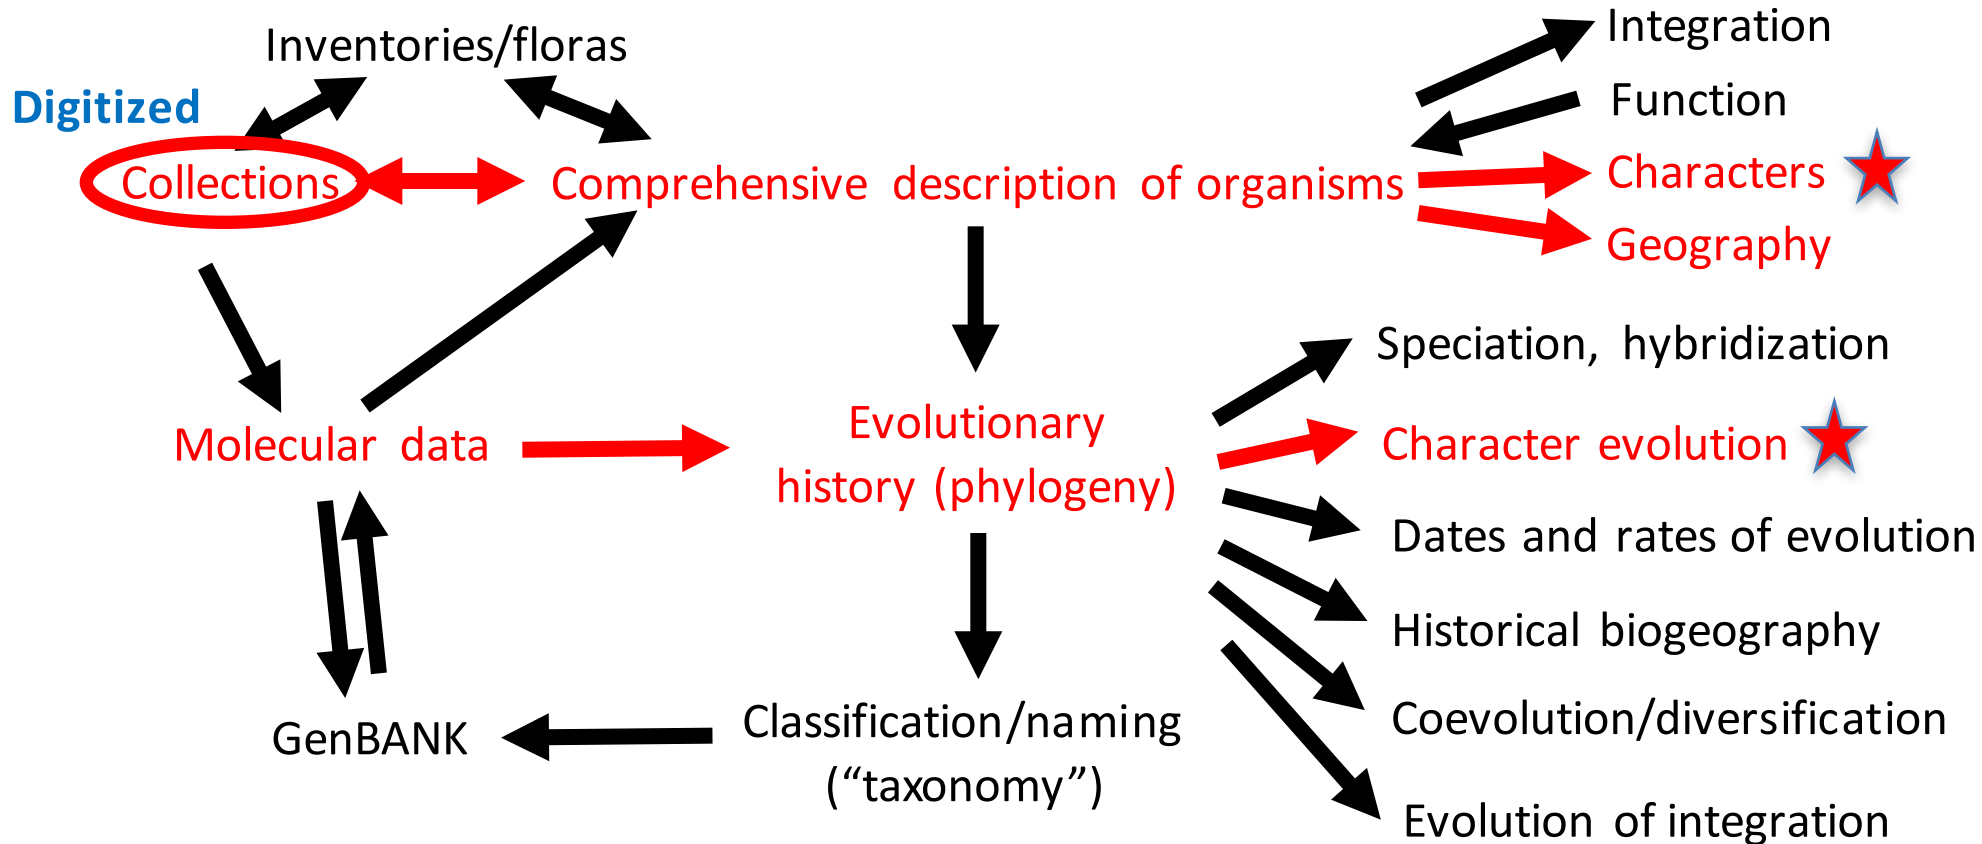 Inventories/floras
Digitized
Collections
Comprehensive description of organisms
Integration
Function
Characters
Geography
Molecular data
Evolutionary
history (phylogeny)
Speciation, hybridization
Character evolution
Dates and rates of evolution
Historical biogeography
Coevolution/diversification
Evolution of integration
GenBANK
Classification/naming
(“taxonomy”)